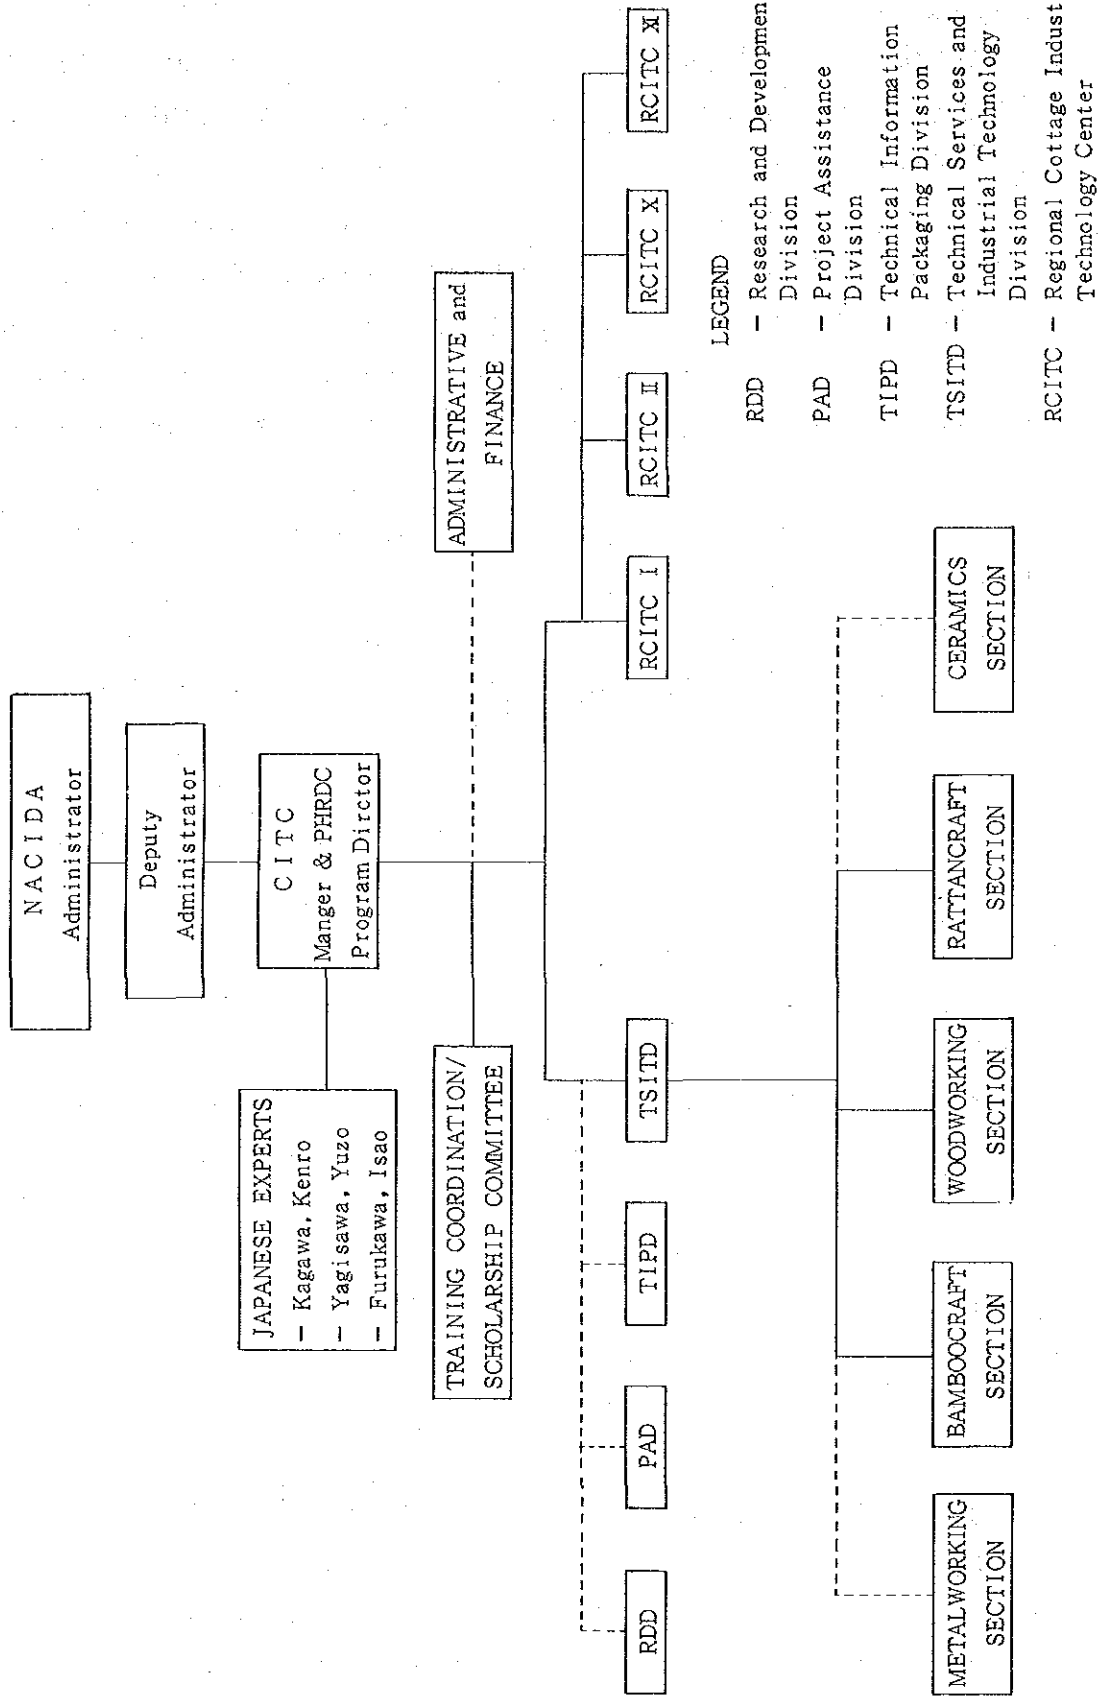 N A C I D A
Administrator
Deputy
Administrator
C I T C
Manger & PHRDC
Program Dirctor
JAPANESE EXPERTS
— Kagawa, Kenro
— Yagisawa, Yuzo
— Furukawa, Isao
TRAINING COORDINATION/
SCHOLARSHIP COMMITTEE
ADMINISTRATIVE and
FINANCE
RDD
PAD
TIPD
TSITD
RCITC I
RCITC II
RCITC X
RCITC XI
METALWORKING
SECTION
BAMBOOCRAFT
SECTION
WOODWORKING
SECTION
RATTANCRAFT
SECTION
CERAMICS
SECTION
LEGEND
RDD — Research and Developmen
Division
PAD — Project Assistance
Division
TIPD — Technical Information
Packaging Division
TSITD — Technical Services and
Industrial Technology
Division
RCITC — Regional Cottage Indust
Technology Center